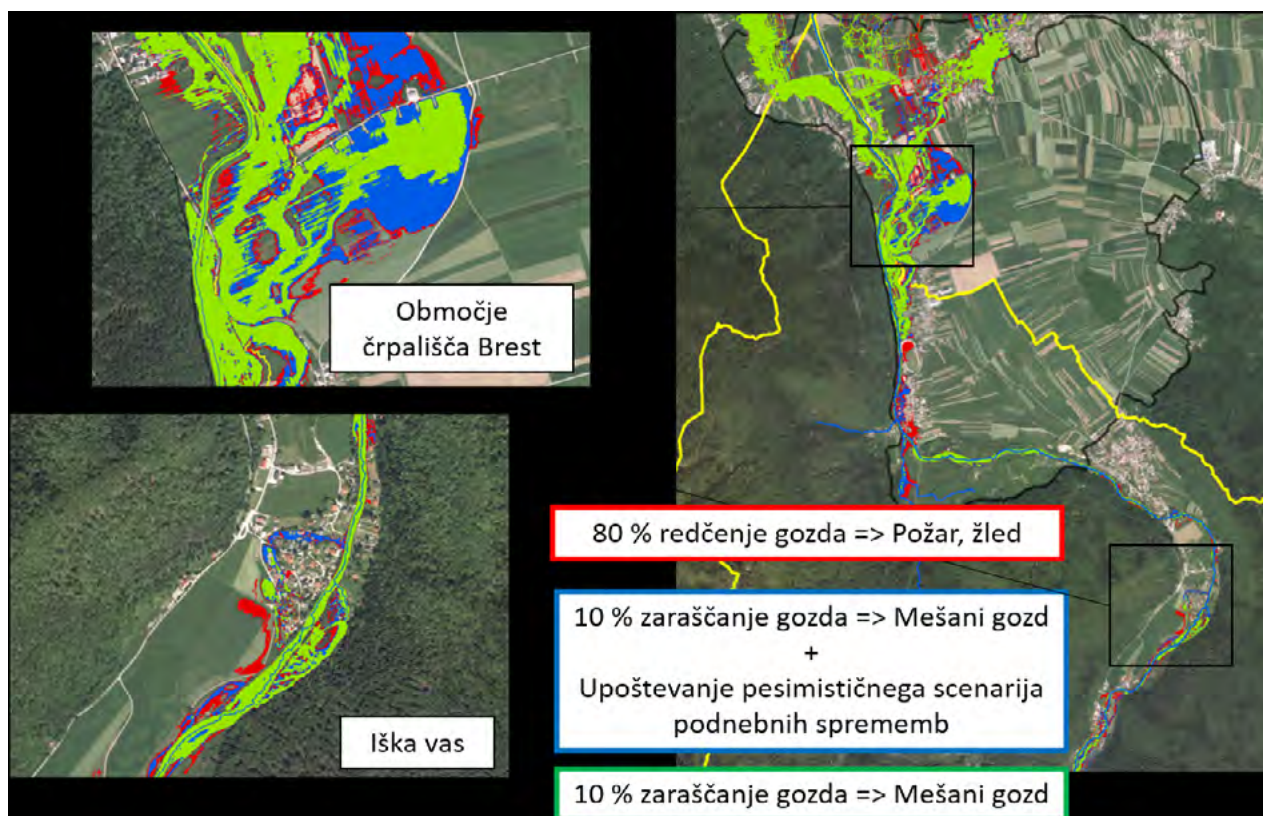 Območje
črpališča Brest
Iška vas
80 % redčenje gozda => Požar, žled
10 % zaraščanje gozda => Mešani gozd
+
Upoštevanje pesimističnega scenarija
podnebnih sprememb
10 % zaraščanje gozda => Mešani gozd